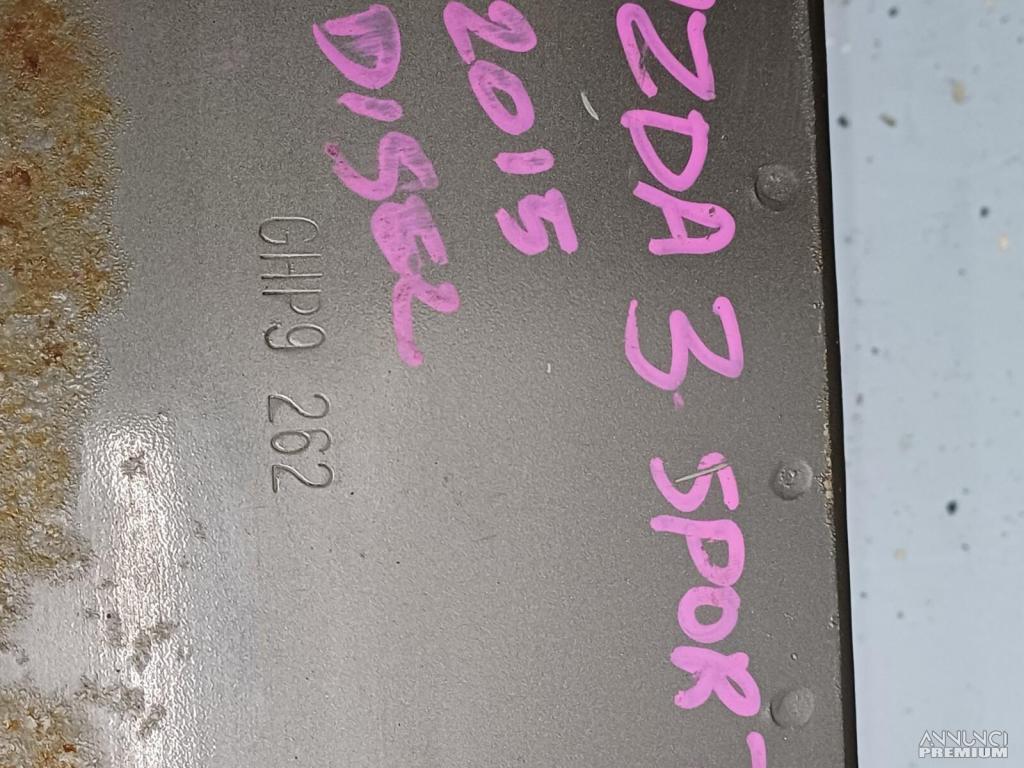 ZDA 3 SPOR
2015
DISEL
GHP9 262
ANNUNCI
PREMIUM